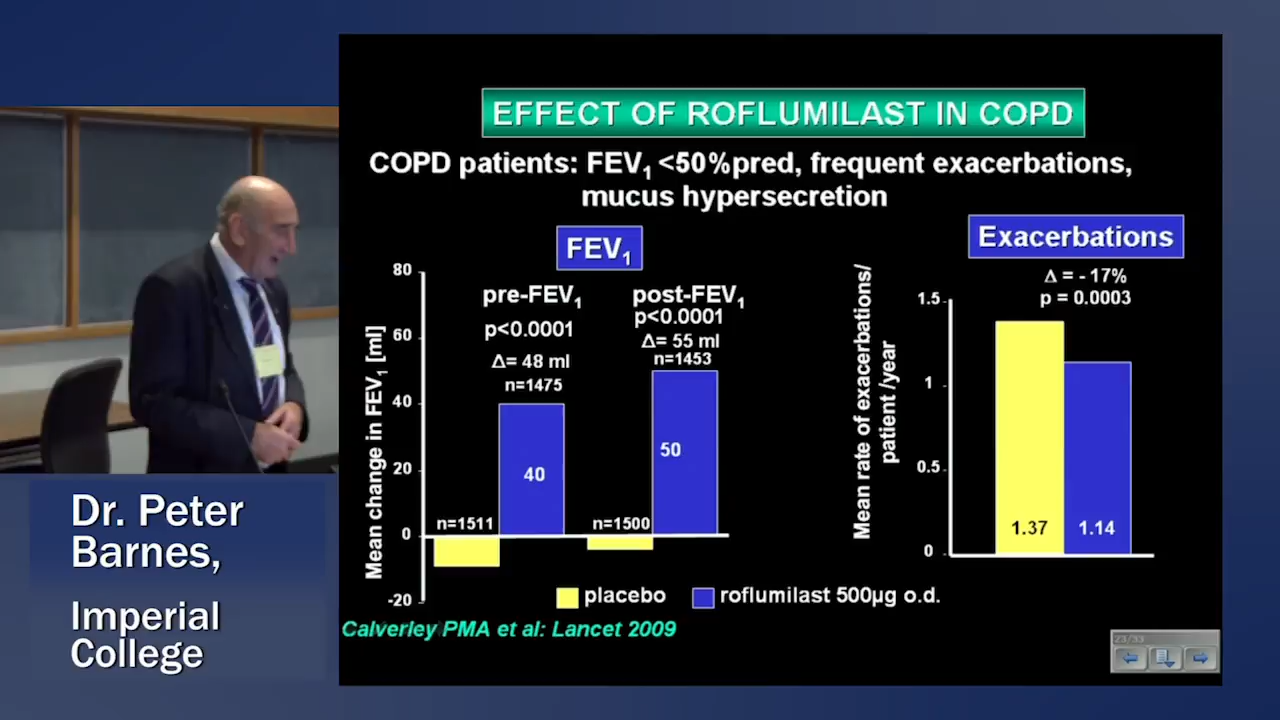 EFFECT OF ROFLUMILAST IN COPD
COPD patients: FEV₁ <50%pred, frequent exacerbations,
mucus hypersecretion
FEV₁
Mean change in FEV₁ [ml]
80
60
40
20
0
-20
pre-FEV₁
p<0.0001
Δ= 48 ml
n=1475
40
n=1511
post-FEV₁
p<0.0001
Δ= 55 ml
n=1453
50
n=1500
Exacerbations
Δ = - 17%
p = 0.0003
Mean rate of exacerbations/
patient /year
1.5
1
0.5
0
1.37
1.14
placebo
roflumilast 500µg o.d.
Calverley PMA et al: Lancet 2009
23/33
Dr. Peter
Barnes,
Imperial
College